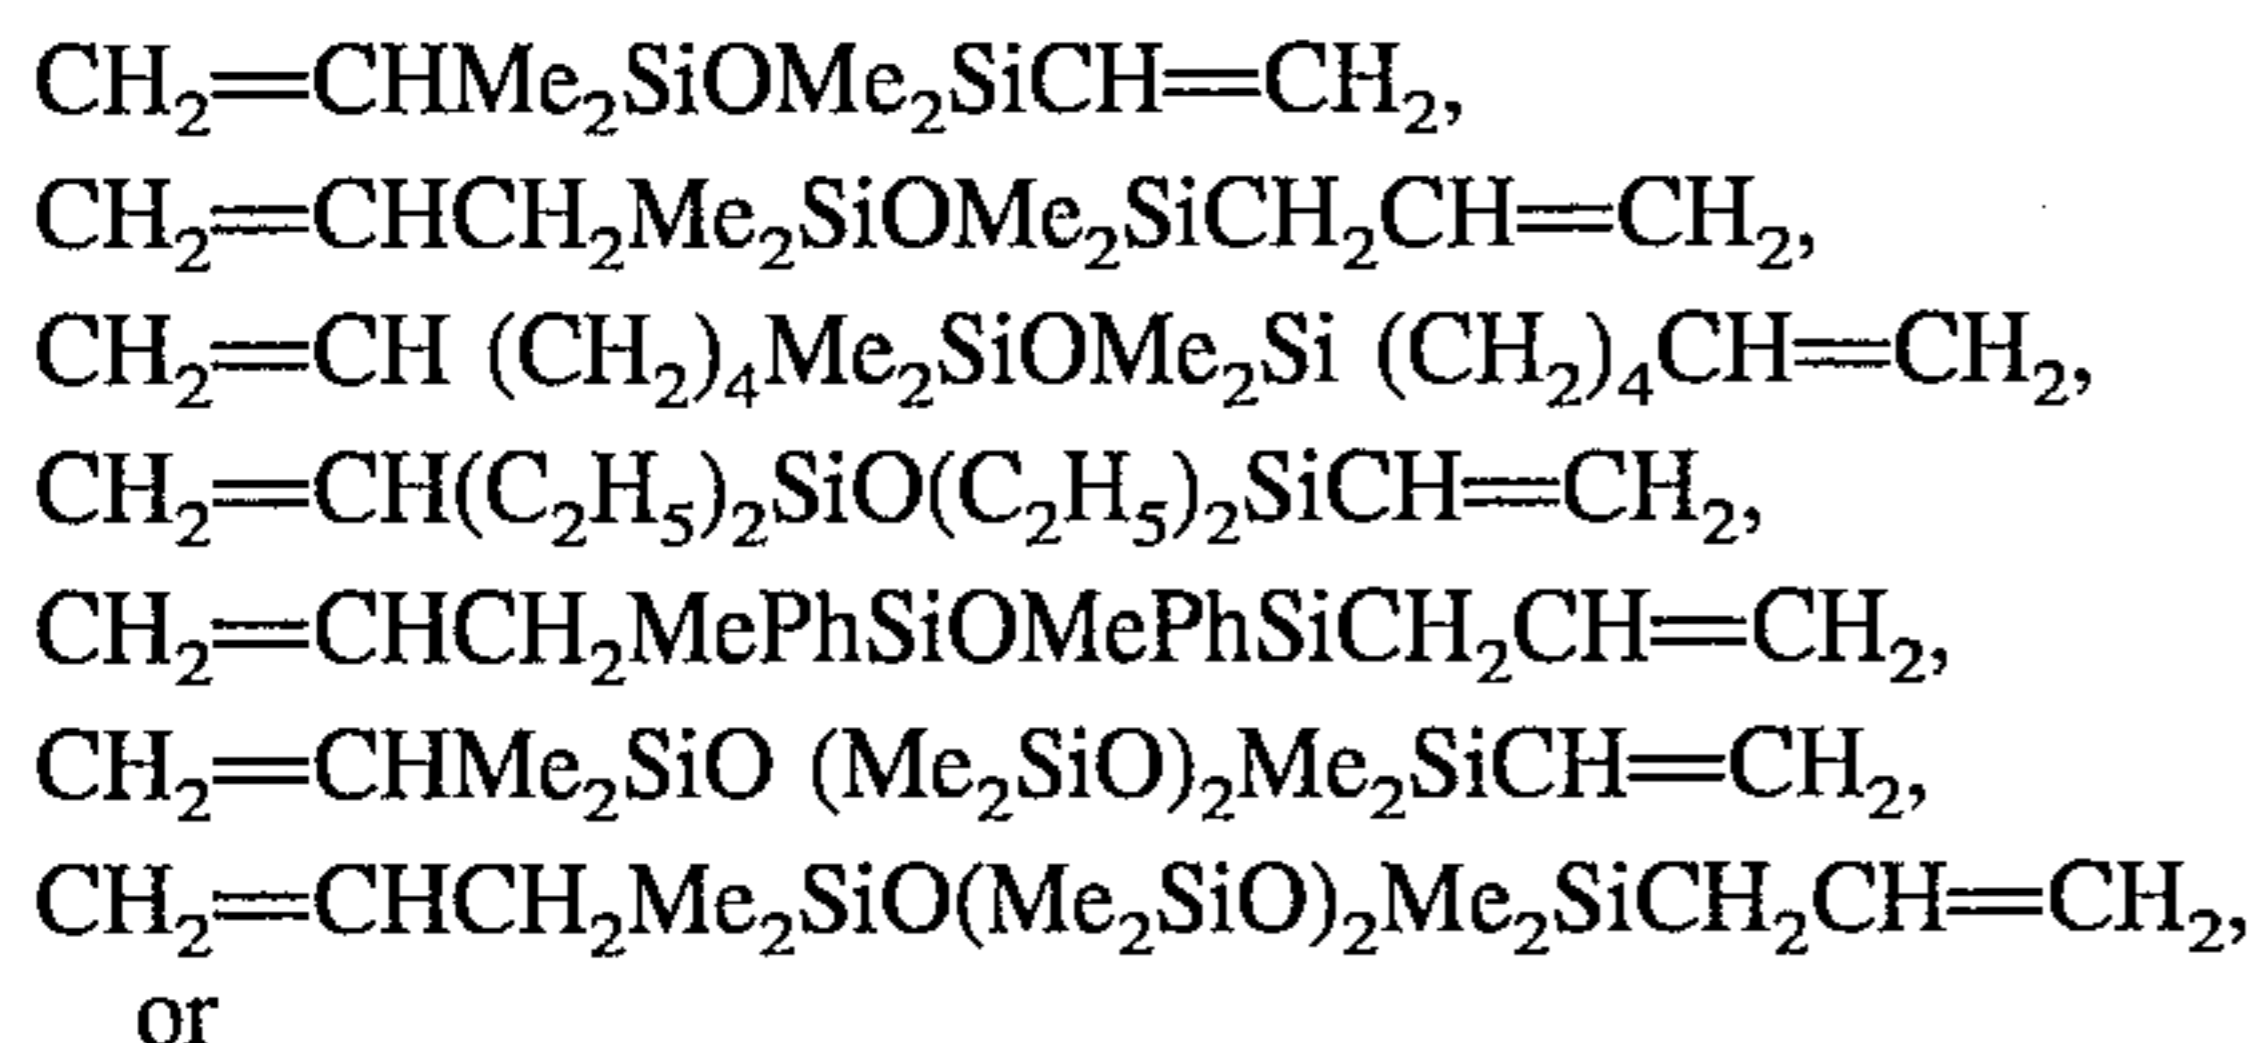 CH₂=CHMe₂SiOMe₂SiCH=CH₂,
CH₂=CHCH₂Me₂SiOMe₂SiCH₂CH=CH₂,
CH₂=CH (CH₂)₄Me₂SiOMe₂Si (CH₂)₄CH=CH₂,
CH₂=CH(C₂H₅)₂SiO(C₂H₅)₂SiCH=CH₂,
CH₂=CHCH₂MePhSiOMePhSiCH₂CH=CH₂,
CH₂=CHMe₂SiO (Me₂SiO)₂Me₂SiCH=CH₂,
CH₂=CHCH₂Me₂SiO(Me₂SiO)₂Me₂SiCH₂CH=CH₂,
or